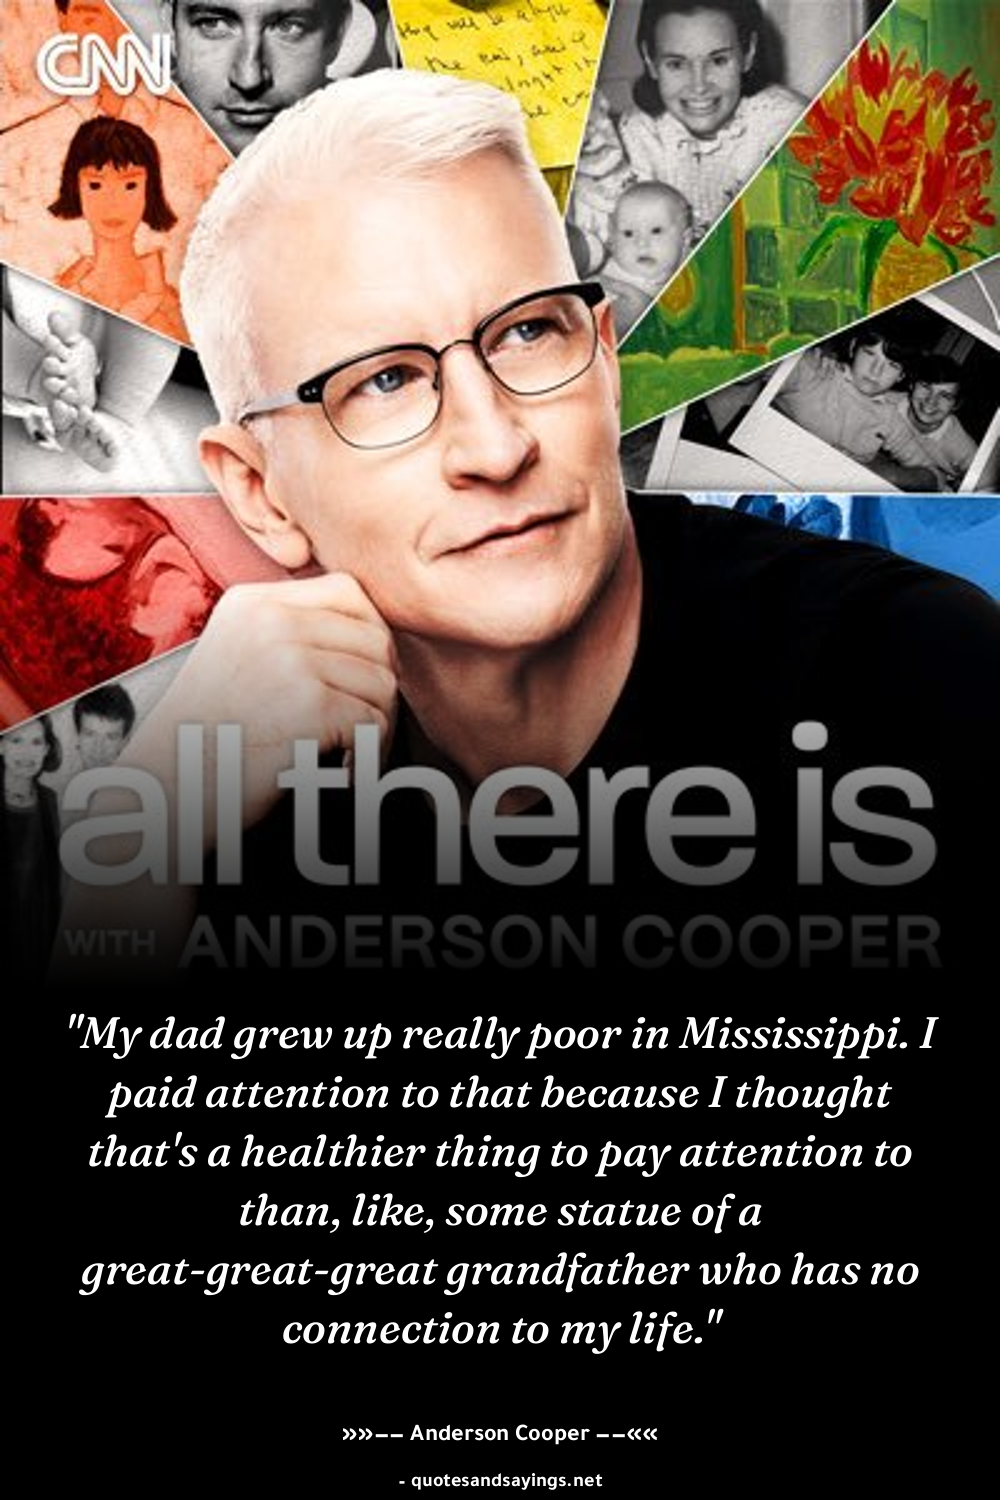 CNN
all there is
WITH ANDERSON COOPER
"My dad grew up really poor in Mississippi. I
paid attention to that because I thought
that's a healthier thing to pay attention to
than, like, some statue of a
great-great-great grandfather who has no
connection to my life."
»»–– Anderson Cooper ––««
- quotesandsayings.net